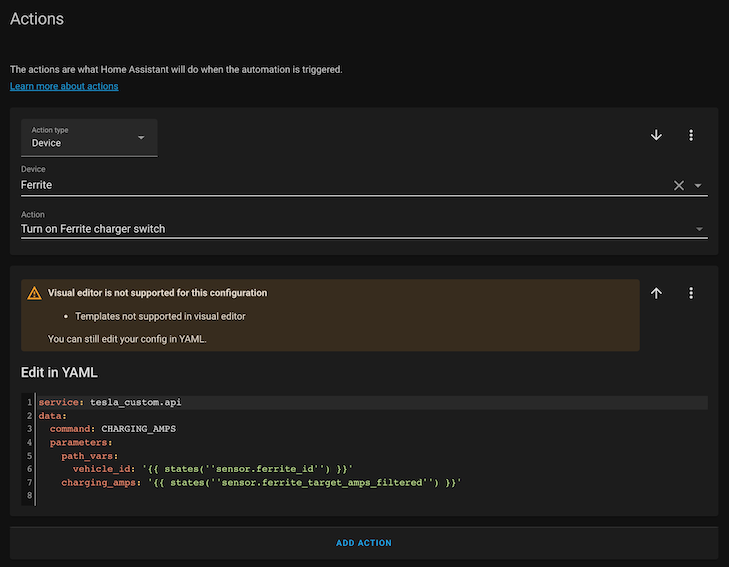 Actions
The actions are what Home Assistant will do when the automation is triggered.
Learn more about actions
Action type
Device
Device
Ferrite
Action
Turn on Ferrite charger switch
Visual editor is not supported for this configuration
• Templates not supported in visual editor
You can still edit your config in YAML.
Edit in YAML
1 service: tesla_custom.api
2 data:
3   command: CHARGING_AMPS
4   parameters:
5     path_vars:
6       vehicle_id: '{{ states(''sensor.ferrite_id'') }}'
7     charging_amps: '{{ states(''sensor.ferrite_target_amps_filtered'') }}'
8
ADD ACTION